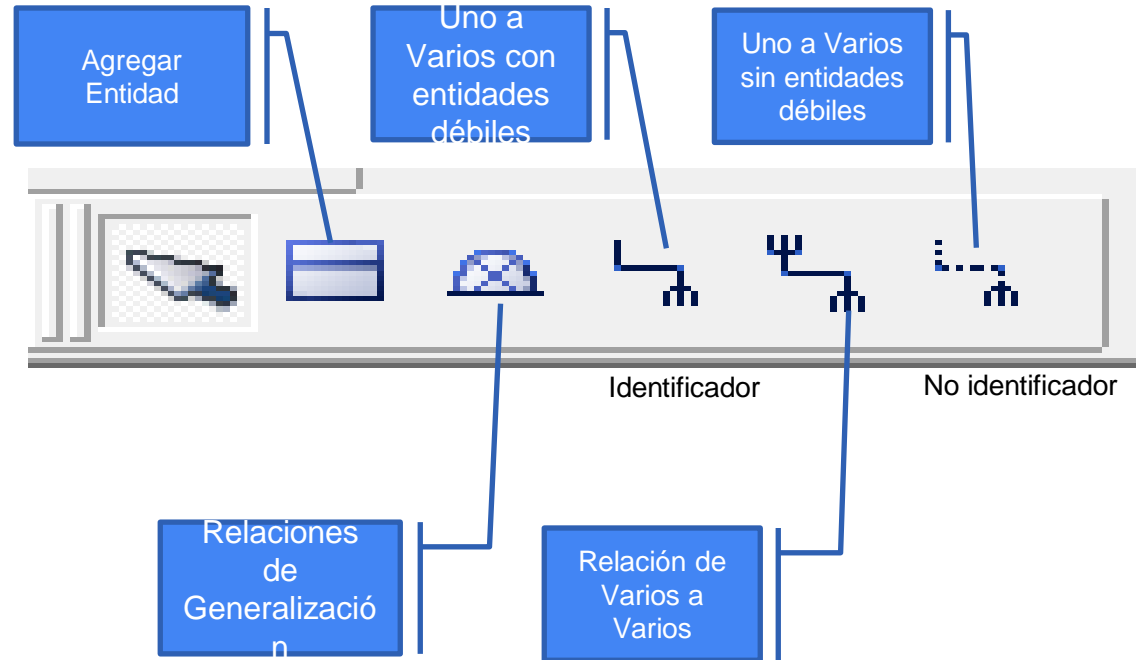 Agregar
Entidad
Uno a
Varios con
entidades
débiles
Uno a Varios
sin entidades
débiles
Identificador
No identificador
Relaciones
de
Generalizació
n
Relación de
Varios a
Varios